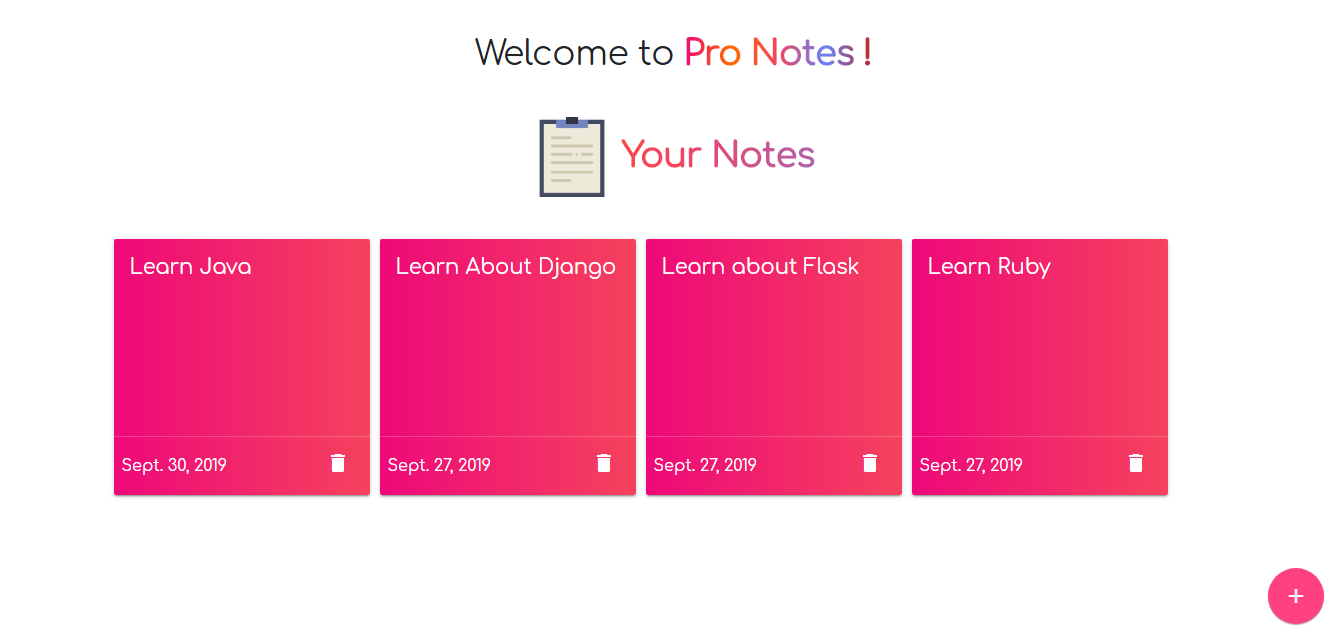 Welcome to Pro Notes !
Your Notes
Learn Java
Learn About Django
Learn about Flask
Learn Ruby
Sept. 30, 2019
Sept. 27, 2019
Sept. 27, 2019
Sept. 27, 2019
+